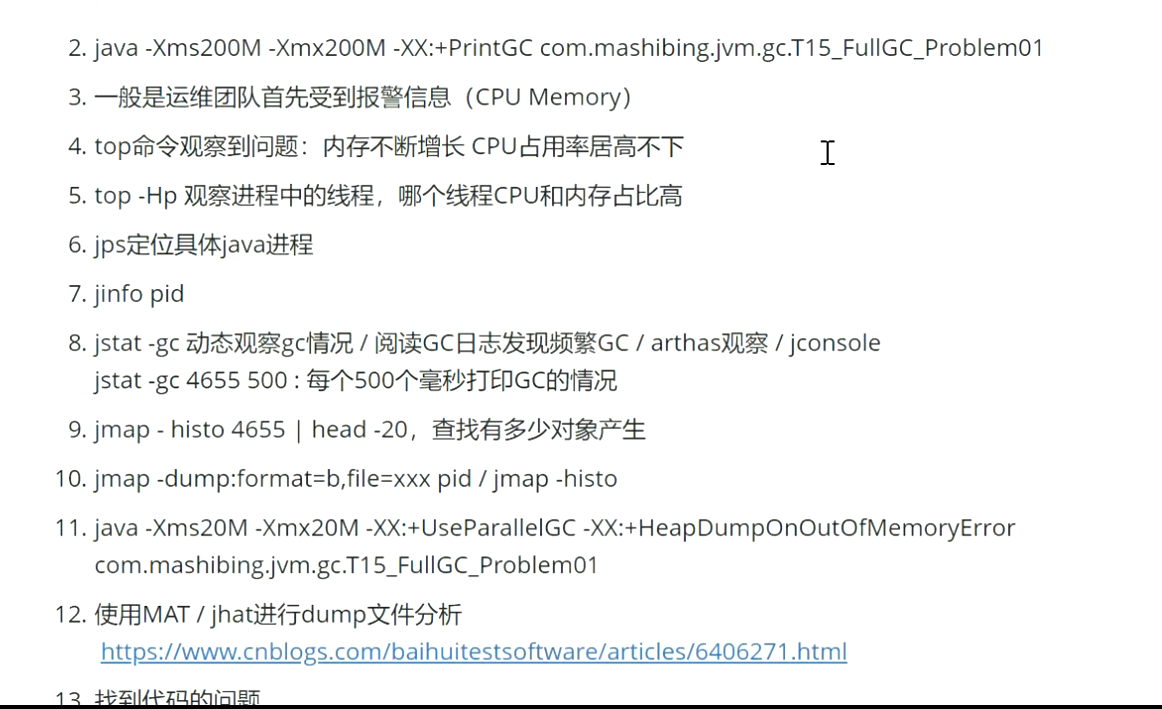 2. java -Xms200M -Xmx200M -XX:+PrintGC com.mashibing.jvm.gc.T15_FullGC_Problem01
3. 一般是运维团队首先受到报警信息（CPU Memory）
4. top命令观察到问题：内存不断增长 CPU占用率居高不下
5. top -Hp 观察进程中的线程，哪个线程CPU和内存占比高
6. jps定位具体java进程
7. jinfo pid
8. jstat -gc 动态观察gc情况 / 阅读GC日志发现频繁GC / arthas观察 / jconsole
jstat -gc 4655 500 : 每个500个毫秒打印GC的情况
9. jmap - histo 4655 | head -20，查找有多少对象产生
10. jmap -dump:format=b,file=xxx pid / jmap -histo
11. java -Xms20M -Xmx20M -XX:+UseParallelGC -XX:+HeapDumpOnOutOfMemoryError
com.mashibing.jvm.gc.T15_FullGC_Problem01
12. 使用MAT / jhat进行dump文件分析
https://www.cnblogs.com/baihuitestsoftware/articles/6406271.html
13. 找到代码的问题